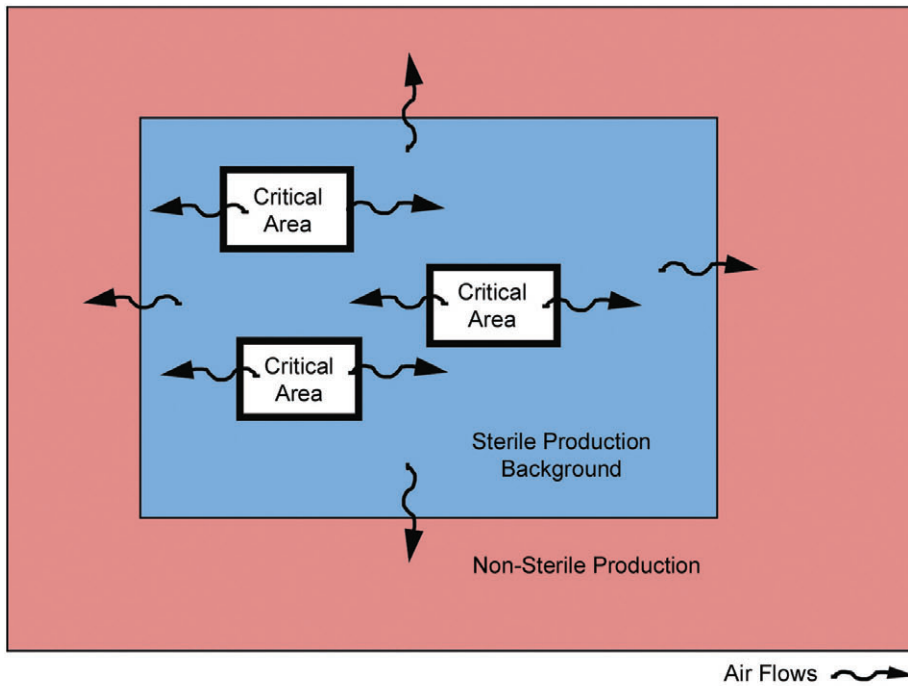 Critical
Area
Critical
Area
Critical
Area
Sterile Production
Background
Non-Sterile Production
Air Flows